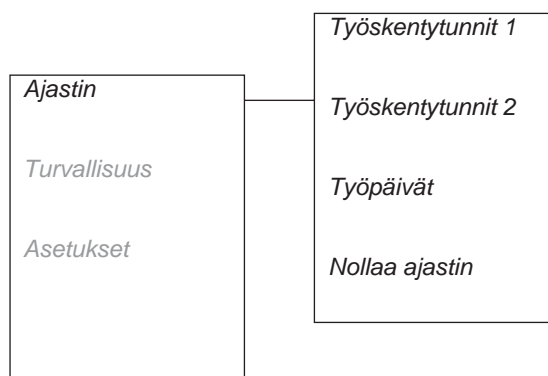 Ajastin
Turvallisuus
Asetukset
Työskentytunnit 1
Työskentytunnit 2
Työpäivät
Nollaa ajastin